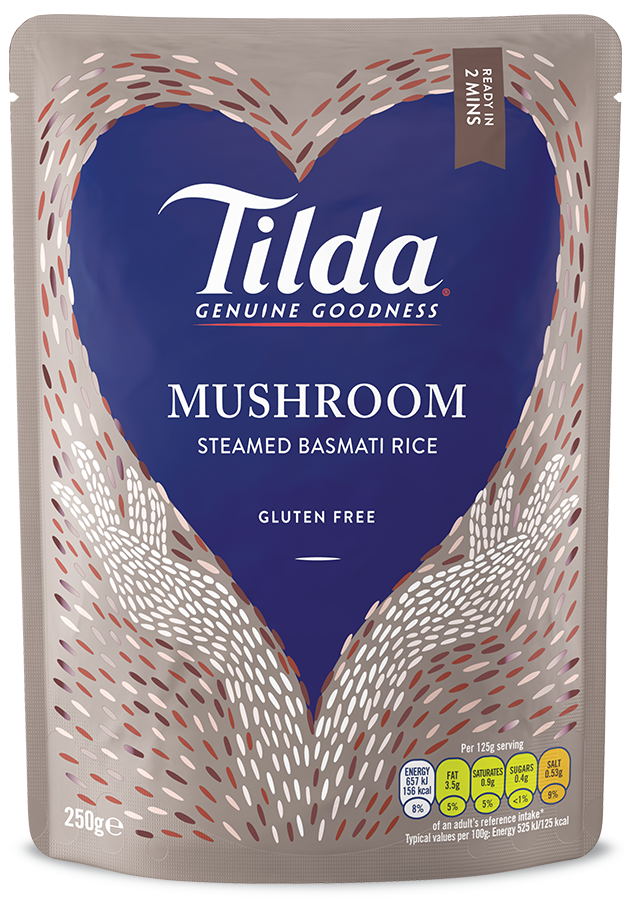 READY IN
2 MINS
Tilda®
GENUINE GOODNESS
MUSHROOM
STEAMED BASMATI RICE
GLUTEN FREE
Per 125g serving
ENERGY
657 kJ
156 kcal
8%
FAT
3.5g
5%
SATURATES
0.9g
5%
SUGARS
0.4g
<1%
SALT
0.53g
9%
of an adult's reference intake*
Typical values per 100g: Energy 525 kJ/125 kcal
250g℮